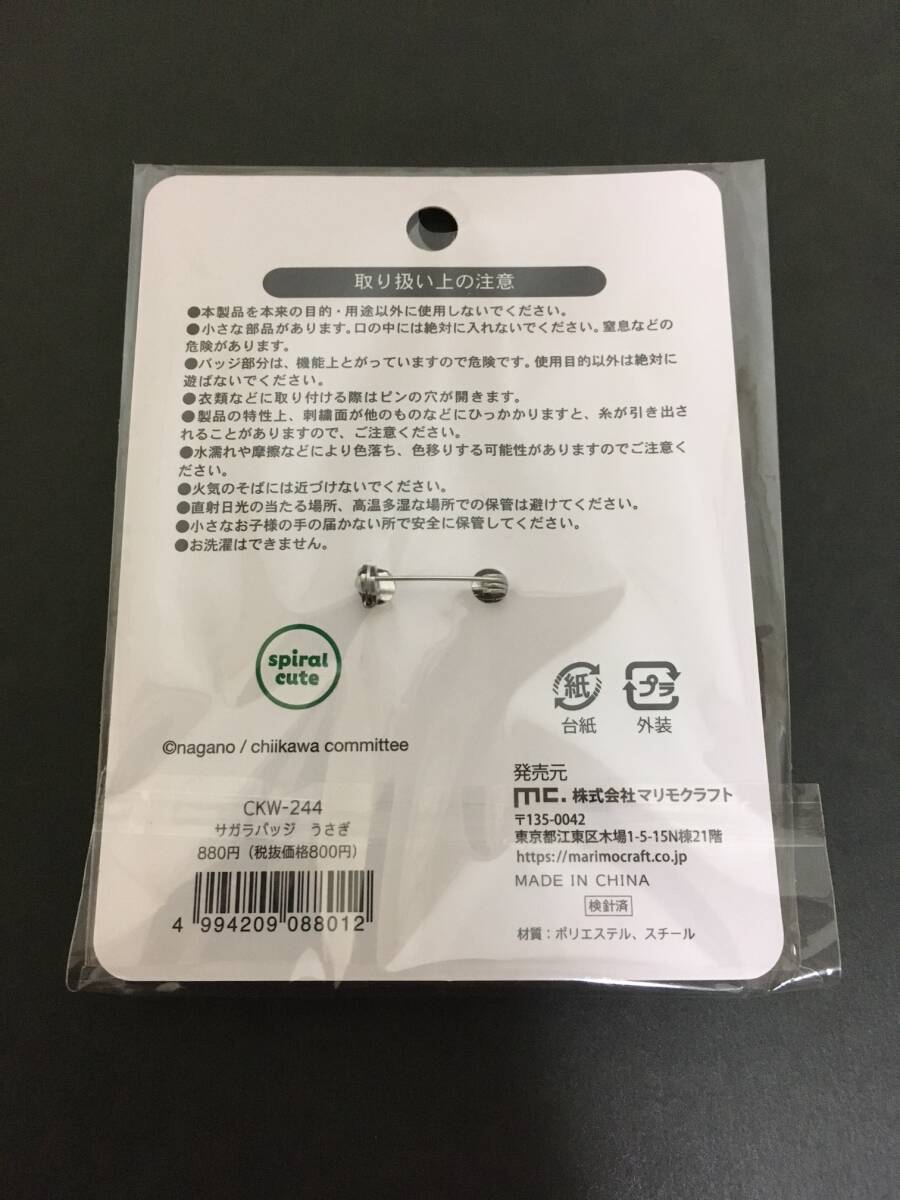 取り扱い上の注意
●本製品を本来の目的・用途以外に使用しないでください。
●小さな部品があります。口の中には絶対に入れないでください。窒息などの
危険があります。
●バッジ部分は、機能上とがっていますので危険です。使用目的以外は絶対に
遊ばないでください。
●衣類などに取り付ける際はピンの穴が開きます。
●製品の特性上、刺繍面が他のものなどにひっかかりますと、糸が引き出さ
れることがありますので、ご注意ください。
●水濡れや摩擦などにより色落ち、色移りする可能性がありますのでご注意く
ださい。
●火気のそばには近づけないでください。
●直射日光の当たる場所、高温多湿な場所での保管は避けてください。
●小さなお子様の手の届かない所で安全に保管してください。
●お洗濯はできません。
spiral
cute
紙
台紙
プラ
外装
©nagano / chiikawa committee
CKW-244
サガラバッジ うさぎ
880円（税抜価格800円）
4 994209 088012
発売元
mc. 株式会社マリモクラフト
〒135-0042
東京都江東区木場1-5-15N棟21階
https://marimocraft.co.jp
MADE IN CHINA
検針済
材質：ポリエステル、スチール